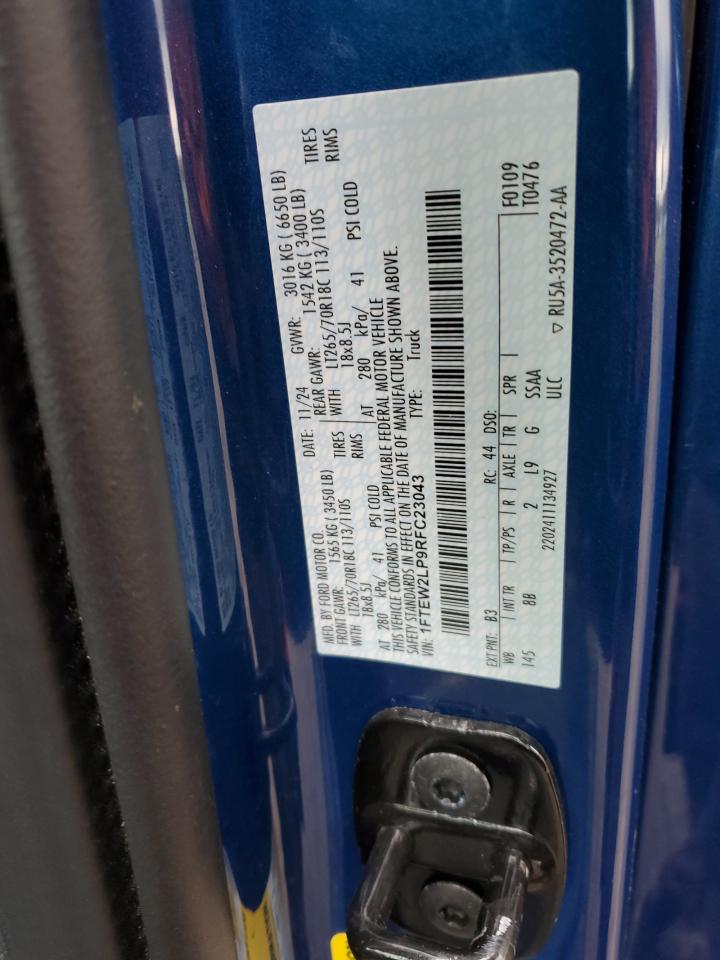 MFD. BY FORD MOTOR CO.
DATE: 11/24 GVWR: 3016 KG ( 6650 LB)
FRONT GAWR: 1565 KG ( 3450 LB) REAR GAWR: 1542 KG ( 3400 LB)
WITH LT265/70R18C 113/110S TIRES WITH LT265/70R18C 113/110S TIRES
18x8.5J RIMS 18x8.5J RIMS
AT 280 kPa/ 41 PSI COLD AT 280 kPa/ 41 PSI COLD
THIS VEHICLE CONFORMS TO ALL APPLICABLE FEDERAL MOTOR VEHICLE
SAFETY STANDARDS IN EFFECT ON THE DATE OF MANUFACTURE SHOWN ABOVE.
VIN: 1FTEW2LP9RFC23043 TYPE: Truck
EXT PNT: B3 RC: 44 DSO: F0109
WB INT TR TP/PS R AXLE TR SPR T0476
145 8B 2 L9 G SSAA
2202411134927 ULC ▽ RU5A-3520472-AA